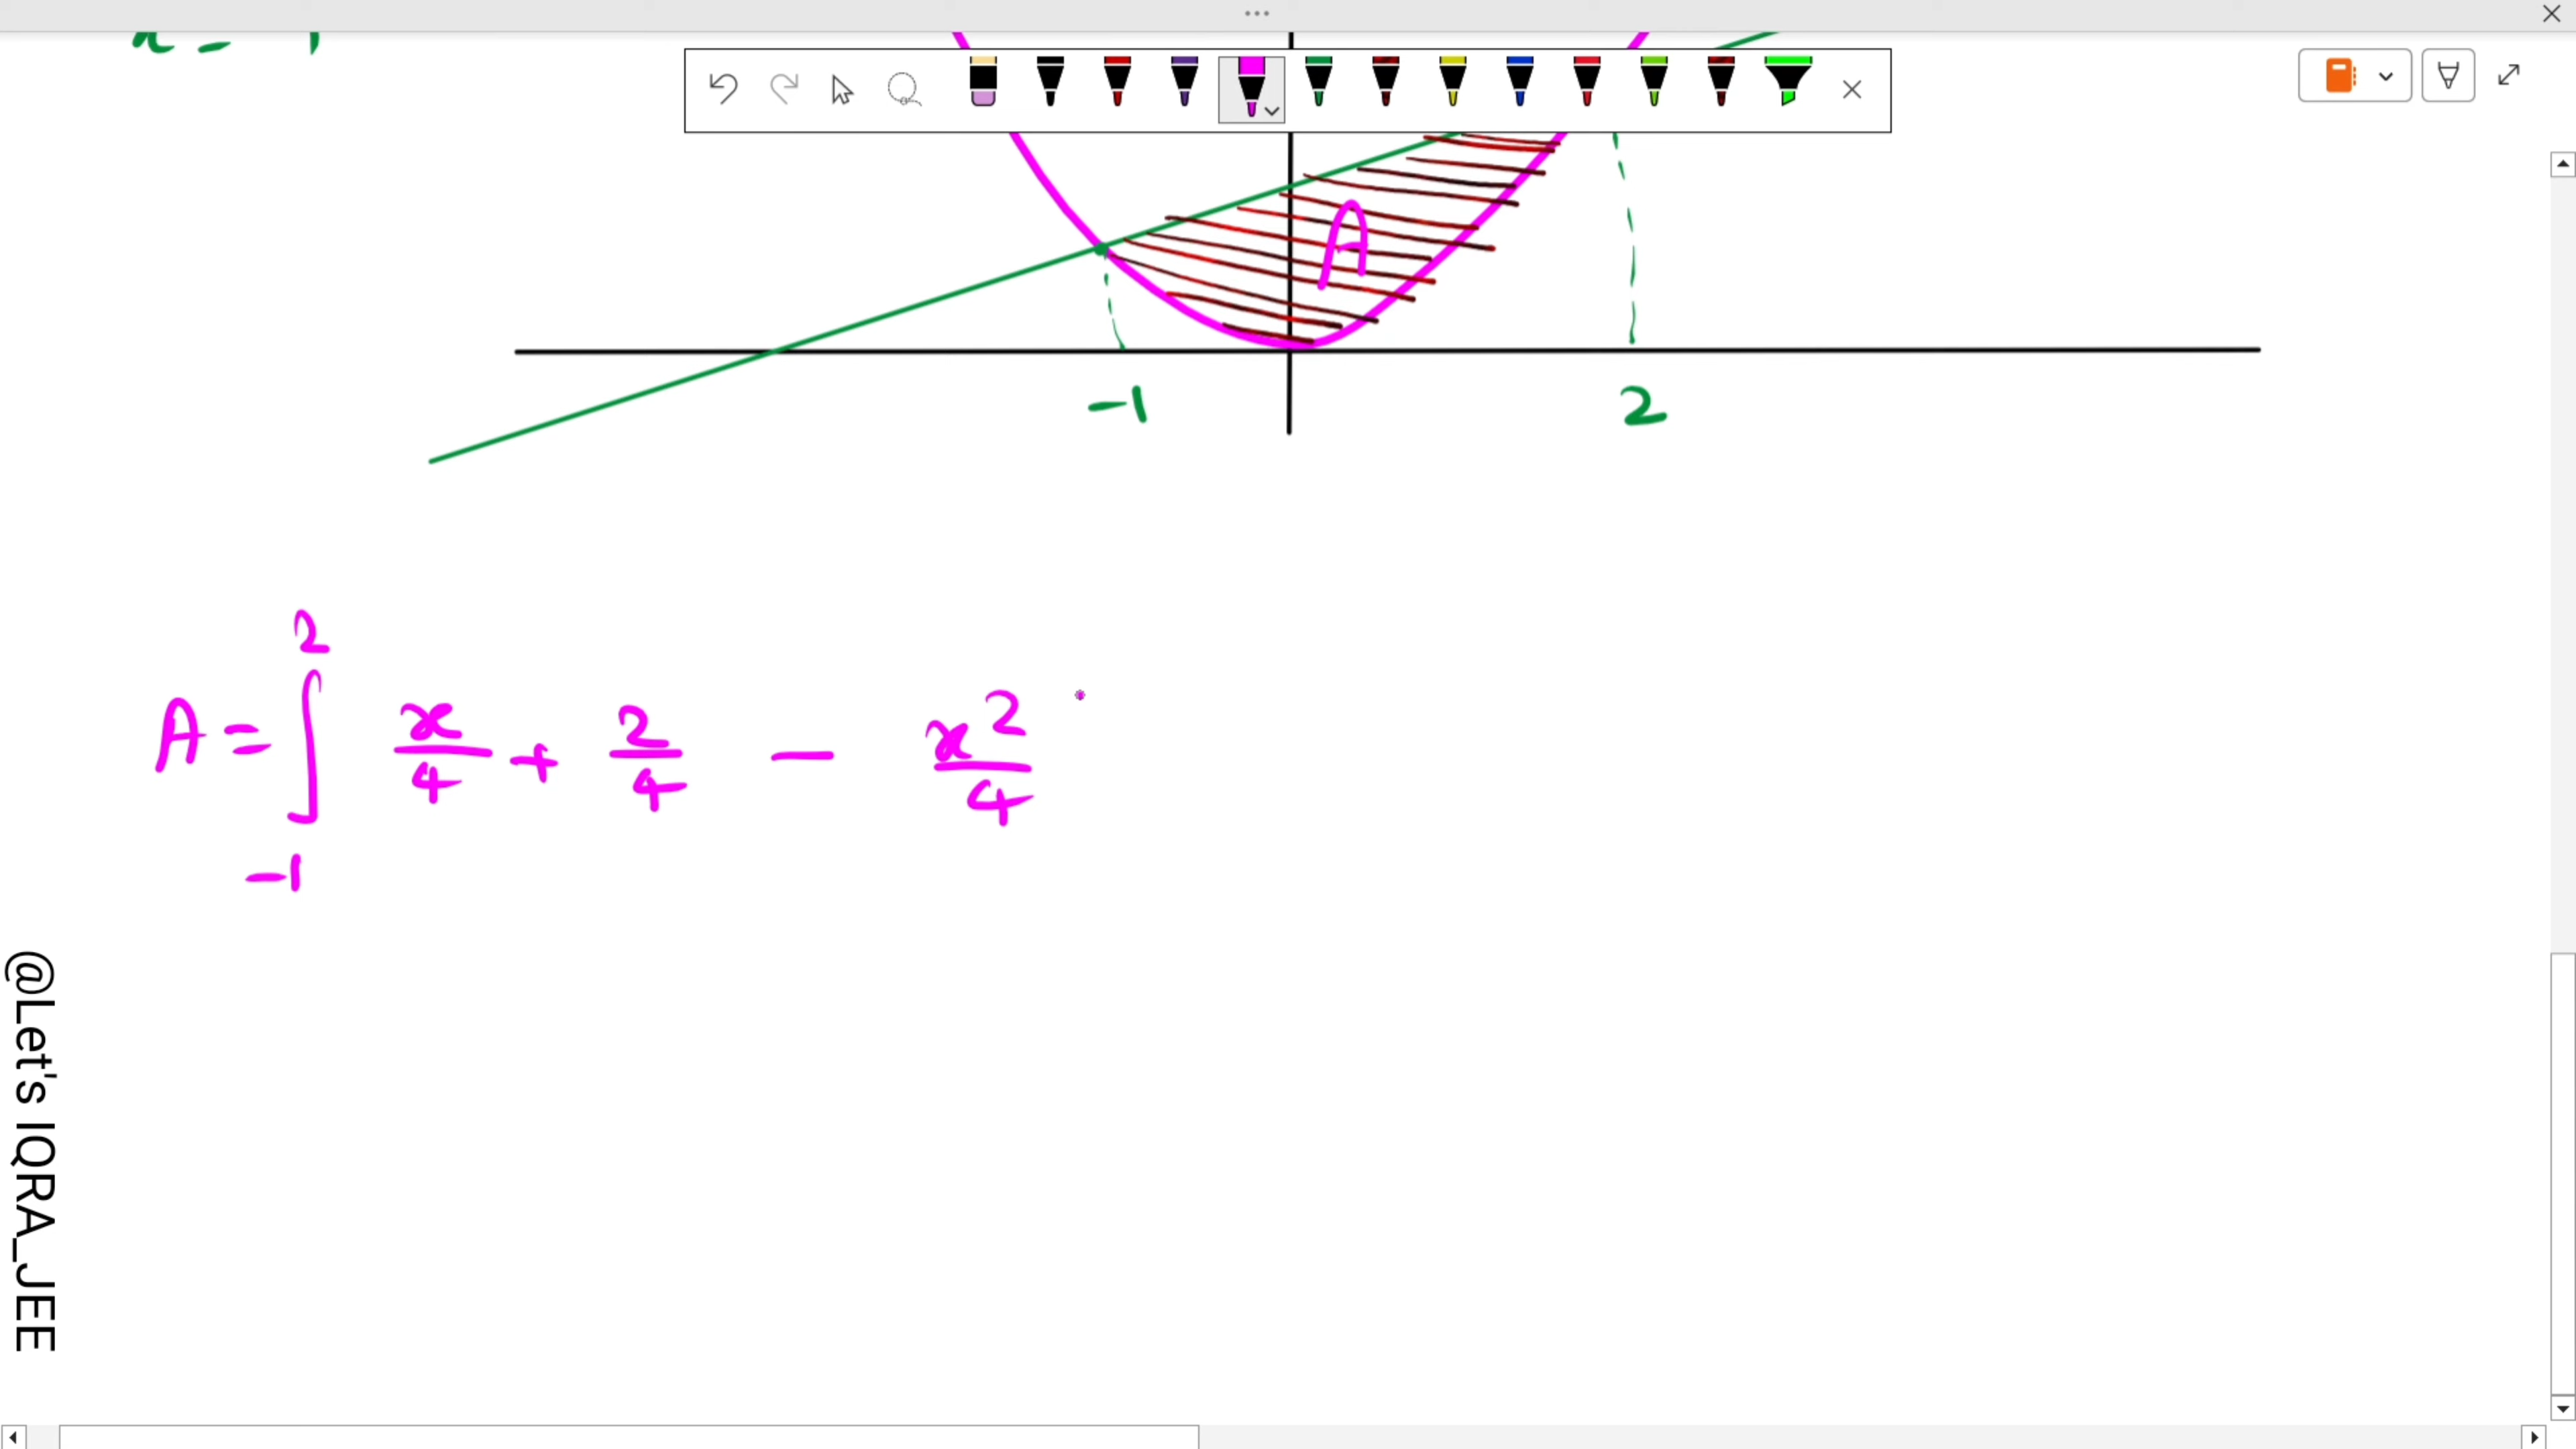 A
-1 2
A = ∫_{-1}^{2} x/4 + 2/4 - x²/4
@Let's IQRA_JEE